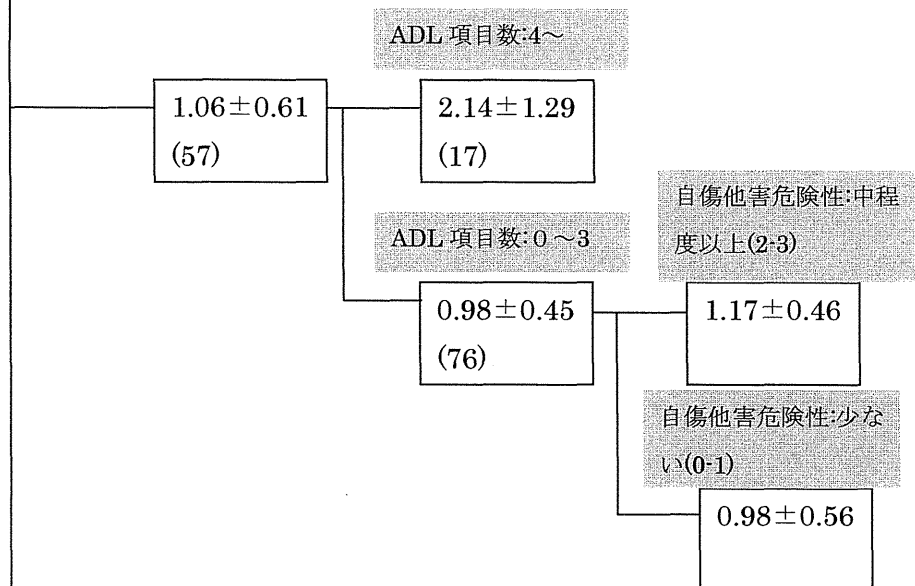 ADL 項目数:4～
1.06±0.61
(57)
2.14±1.29
(17)
自傷他害危険性:中程
度以上(2-3)
ADL 項目数:0～3
0.98±0.45
(76)
1.17±0.46
自傷他害危険性:少な
い(0-1)
0.98±0.56